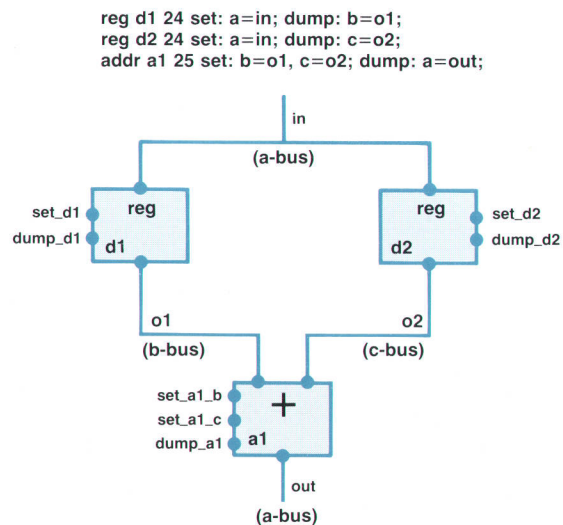 reg d1 24 set: a=in; dump: b=o1;
reg d2 24 set: a=in; dump: c=o2;
addr a1 25 set: b=o1, c=o2; dump: a=out;
in
(a-bus)
reg
reg
set_d1
set_d2
dump_d1
dump_d2
d1
d2
o1
o2
(b-bus)
(c-bus)
set_a1_b
+
set_a1_c
dump_a1
a1
out
(a-bus)